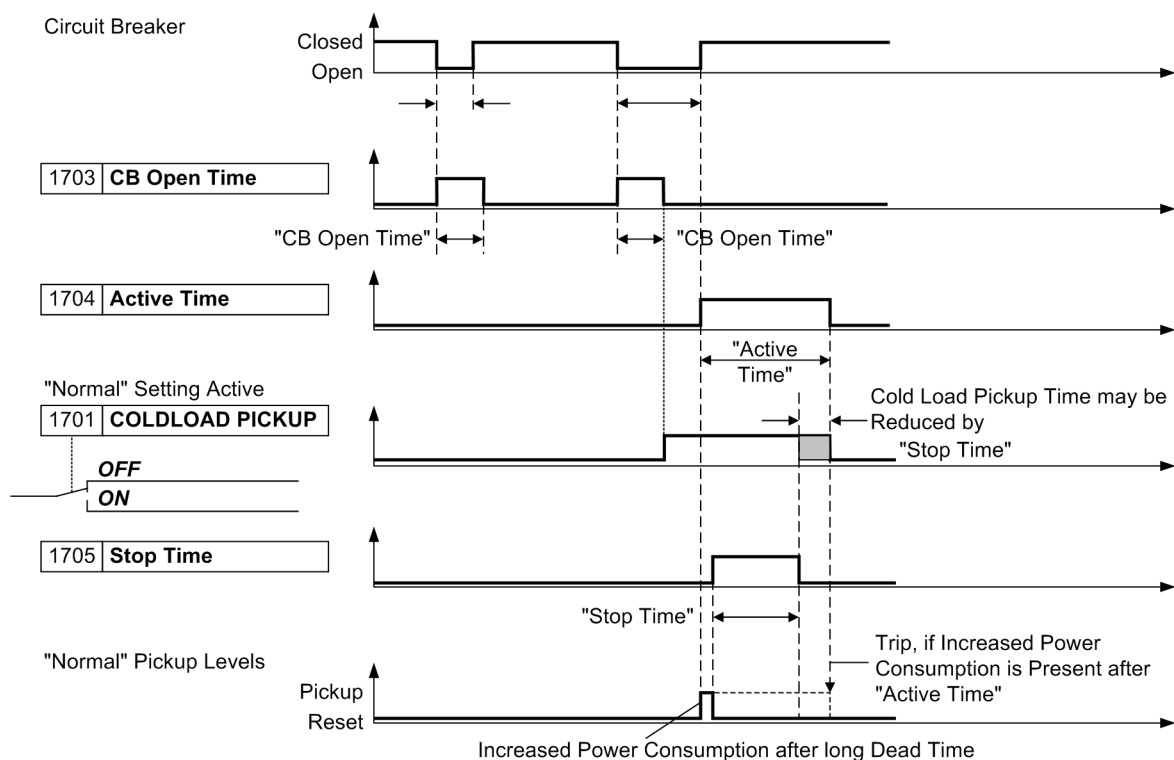 Circuit Breaker
Closed
Open
1703 CB Open Time
"CB Open Time"
"CB Open Time"
1704 Active Time
"Active
Time"
"Normal" Setting Active
1701 COLDLOAD PICKUP
OFF
ON
Cold Load Pickup Time may be
Reduced by
"Stop Time"
1705 Stop Time
"Stop Time"
"Normal" Pickup Levels
Pickup
Reset
Trip, if Increased Power
Consumption is Present after
"Active Time"
Increased Power Consumption after long Dead Time